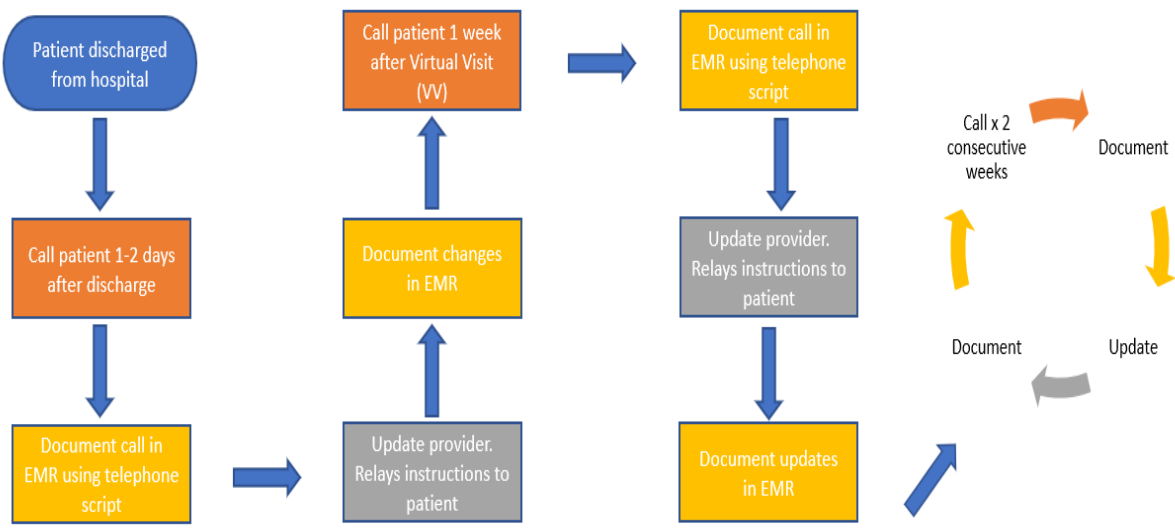 Patient discharged
from hospital
Call patient 1-2 days
after discharge
Document call in
EMR using telephone
script
Update provider.
Relays instructions to
patient
Document changes
in EMR
Call patient 1 week
after Virtual Visit
(VV)
Document call in
EMR using telephone
script
Update provider.
Relays instructions to
patient
Document updates
in EMR
Call x 2
consecutive
weeks
Document
Update
Document